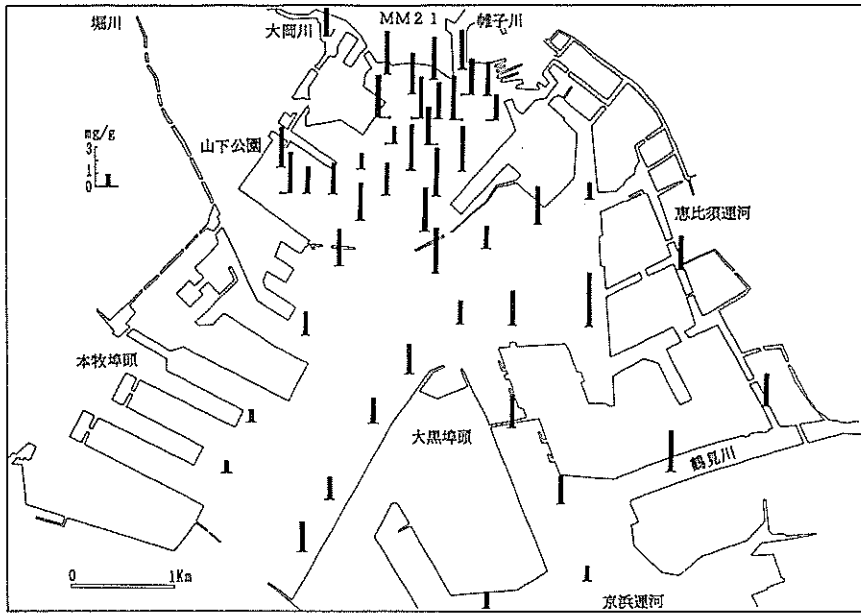 堀川
大岡川
MM21
帷子川
mg/g
3
1
0
山下公園
恵比須運河
本牧埠頭
大黒埠頭
鶴見川
0 1Km
京浜運河